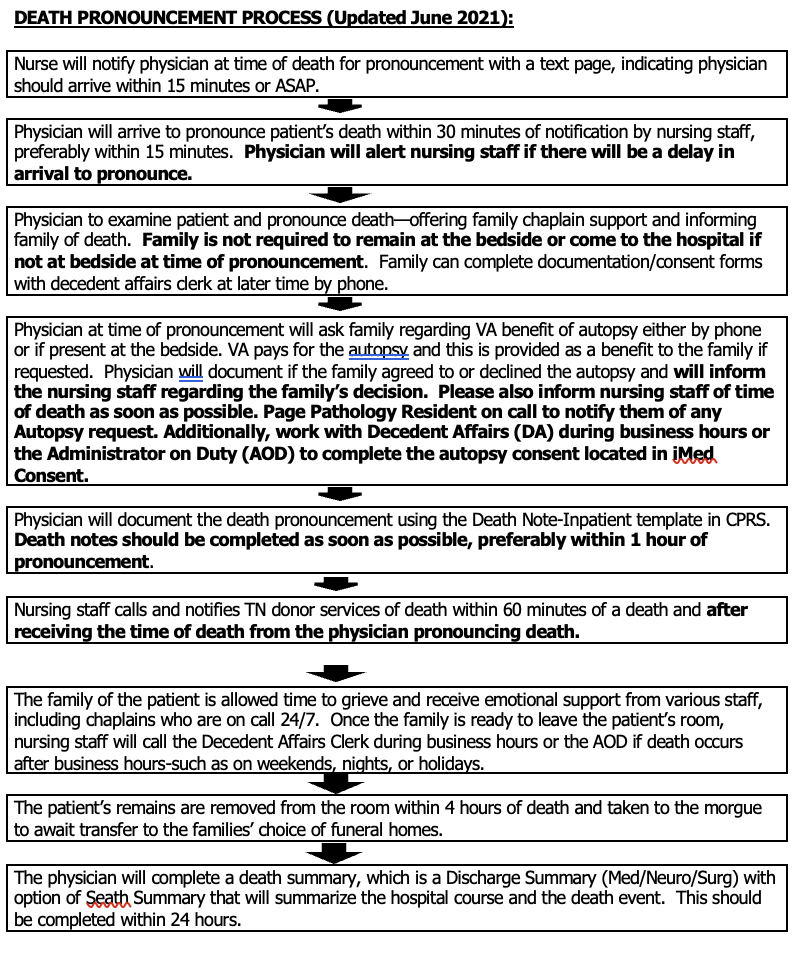 DEATH PRONOUNCEMENT PROCESS (Updated June 2021):
Nurse will notify physician at time of death for pronouncement with a text page, indicating physician
should arrive within 15 minutes or ASAP.
Physician will arrive to pronounce patient's death within 30 minutes of notification by nursing staff,
preferably within 15 minutes.  Physician will alert nursing staff if there will be a delay in
arrival to pronounce.
Physician to examine patient and pronounce death—offering family chaplain support and informing
family of death.  Family is not required to remain at the bedside or come to the hospital if
not at bedside at time of pronouncement.  Family can complete documentation/consent forms
with decedent affairs clerk at later time by phone.
Physician at time of pronouncement will ask family regarding VA benefit of autopsy either by phone
or if present at the bedside. VA pays for the autopsy and this is provided as a benefit to the family if
requested.  Physician will document if the family agreed to or declined the autopsy and will inform
the nursing staff regarding the family's decision.  Please also inform nursing staff of time
of death as soon as possible. Page Pathology Resident on call to notify them of any
Autopsy request. Additionally, work with Decedent Affairs (DA) during business hours or
the Administrator on Duty (AOD) to complete the autopsy consent located in iMed
Consent.
Physician will document the death pronouncement using the Death Note-Inpatient template in CPRS.
Death notes should be completed as soon as possible, preferably within 1 hour of
pronouncement.
Nursing staff calls and notifies TN donor services of death within 60 minutes of a death and after
receiving the time of death from the physician pronouncing death.
The family of the patient is allowed time to grieve and receive emotional support from various staff,
including chaplains who are on call 24/7.  Once the family is ready to leave the patient's room,
nursing staff will call the Decedent Affairs Clerk during business hours or the AOD if death occurs
after business hours-such as on weekends, nights, or holidays.
The patient's remains are removed from the room within 4 hours of death and taken to the morgue
to await transfer to the families' choice of funeral homes.
The physician will complete a death summary, which is a Discharge Summary (Med/Neuro/Surg) with
option of Seath Summary that will summarize the hospital course and the death event.  This should
be completed within 24 hours.